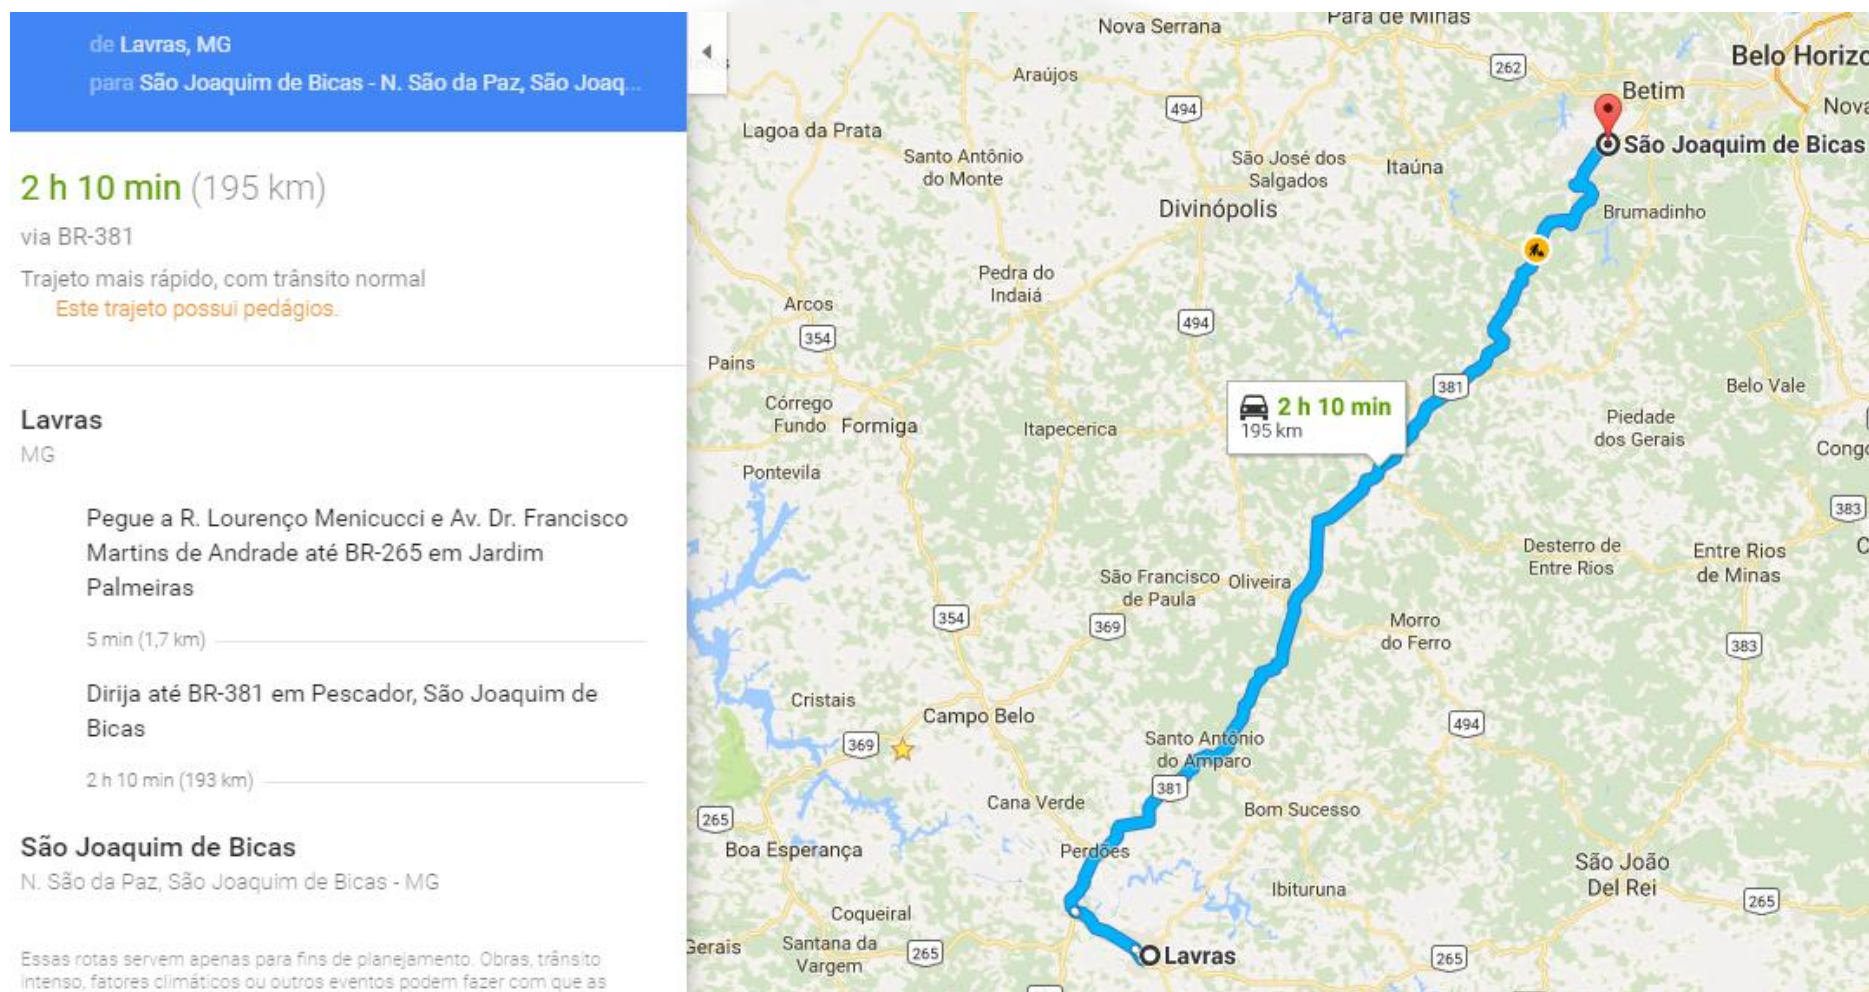 de Lavras, MG
para São Joaquim de Bicas - N. São da Paz, São Joaq...
2 h 10 min (195 km)
via BR-381
Trajeto mais rápido, com trânsito normal
Este trajeto possui pedágios.
Lavras
MG
Pegue a R. Lourenço Menicucci e Av. Dr. Francisco
Martins de Andrade até BR-265 em Jardim
Palmeiras
5 min (1,7 km)
Dirija até BR-381 em Pescador, São Joaquim de
Bicas
2 h 10 min (193 km)
São Joaquim de Bicas
N. São da Paz, São Joaquim de Bicas - MG
Essas rotas servem apenas para fins de planejamento. Obras, trânsito
intenso, fatores climáticos ou outros eventos podem fazer com que as
Nova Serrana
Pará de Minas
Belo Horizo
262
Araújos
Betim
Nova
494
Lagoa da Prata
São Joaquim de Bicas
Santo Antônio
do Monte
São José dos
Salgados
Itaúna
Divinópolis
Brumadinho
Pedra do
Indaiá
Arcos
494
354
Pains
381
Belo Vale
2 h 10 min
195 km
Córrego
Fundo
Formiga
Itapecerica
Piedade
dos Gerais
Congo
Pontevila
383
Desterro de
Entre Rios
Entre Rios
de Minas
São Francisco
de Paula
Oliveira
354
369
Morro
do Ferro
383
Cristais
Campo Belo
494
369
Santo Antônio
do Amparo
381
Cana Verde
Bom Sucesso
265
Boa Esperança
Perdões
São João
Del Rei
Ibituruna
265
Coqueiral
Gerais
Santana da
Vargem
265
Lavras
265